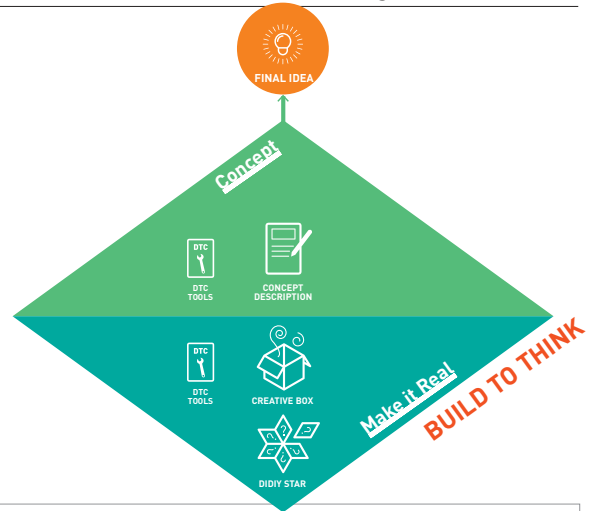 FINAL IDEA
Concept
DTC
DTC
TOOLS
CONCEPT
DESCRIPTION
DTC
DTC
TOOLS
CREATIVE BOX
Make it Real
BUILD TO THINK
? ? ? ? ? ?
DIDIY STAR